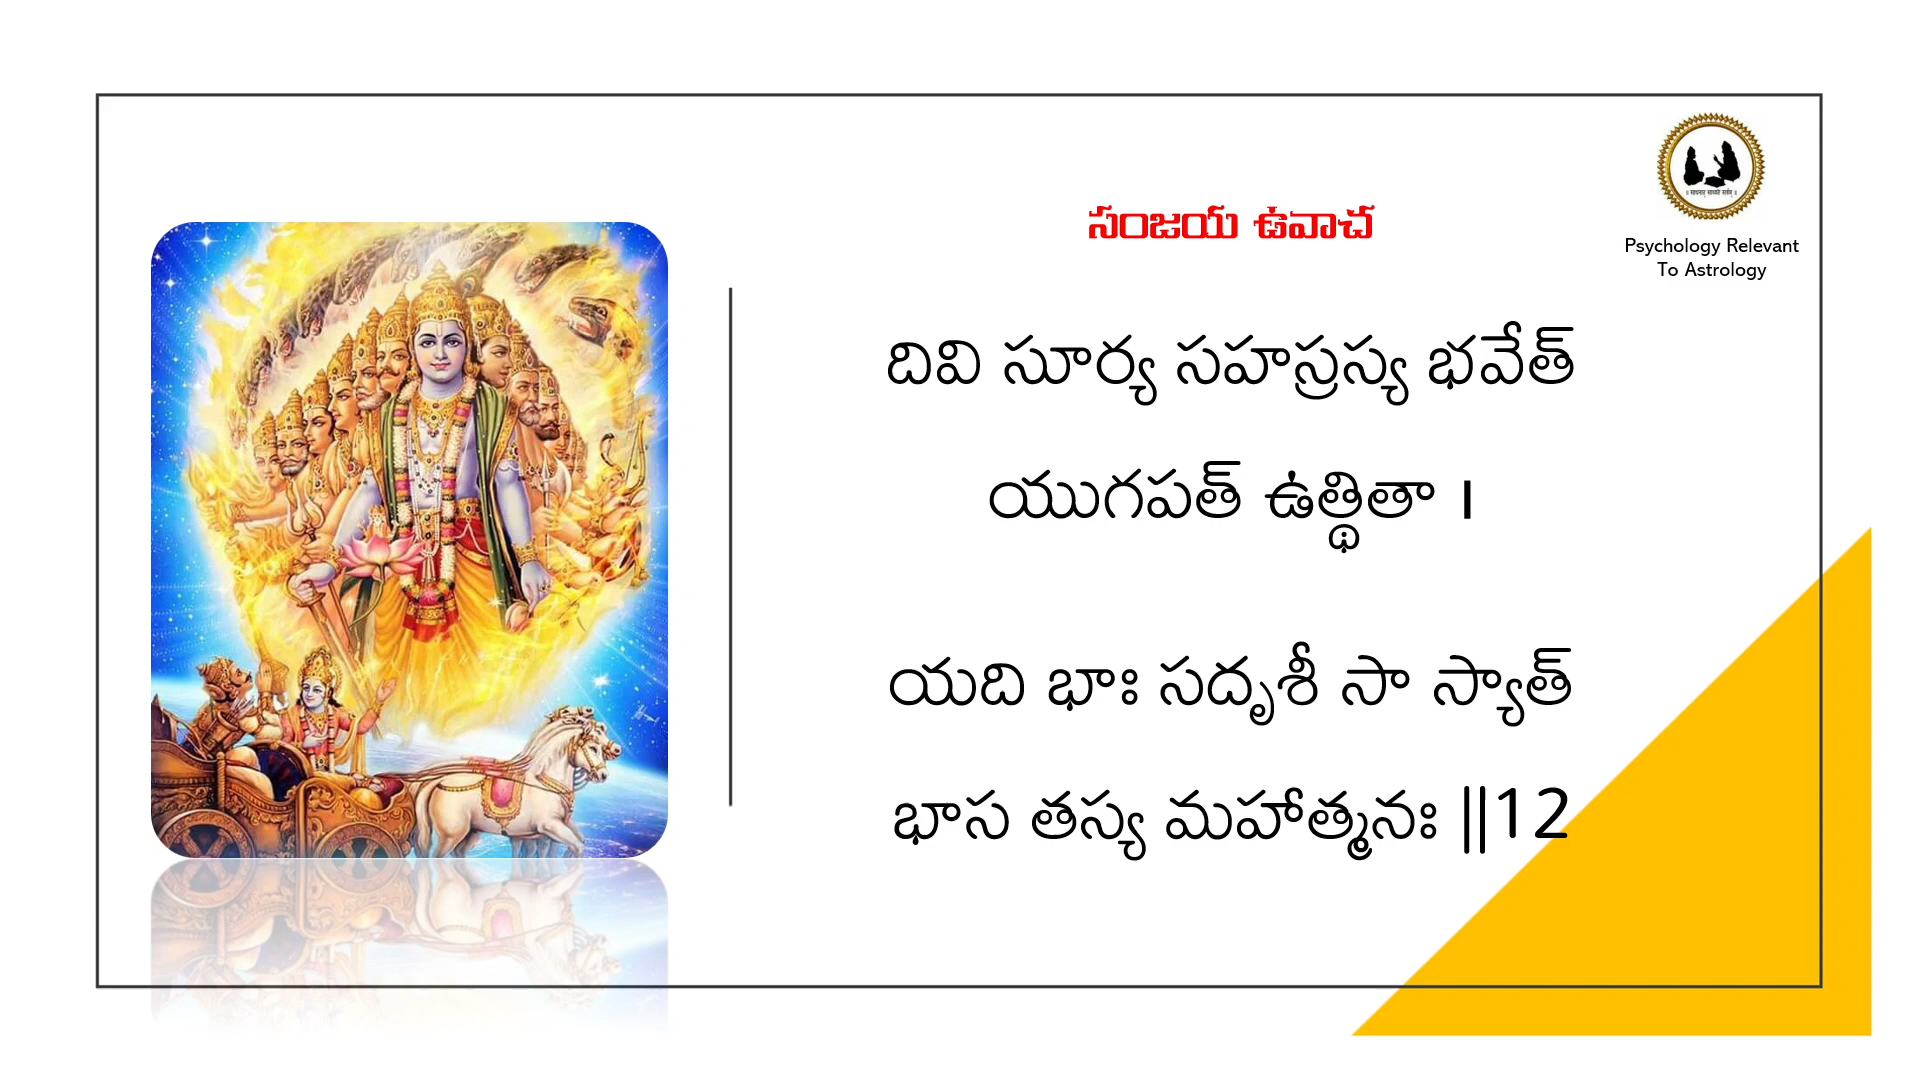 సంజయ ఉవాచ
Psychology Relevant
To Astrology
దివి సూర్య సహస్రస్య భవేత్
యుగపత్ ఉత్థితా ।
యది భాః సదృశీ సా స్యాత్
భాస తస్య మహాత్మనః ||12